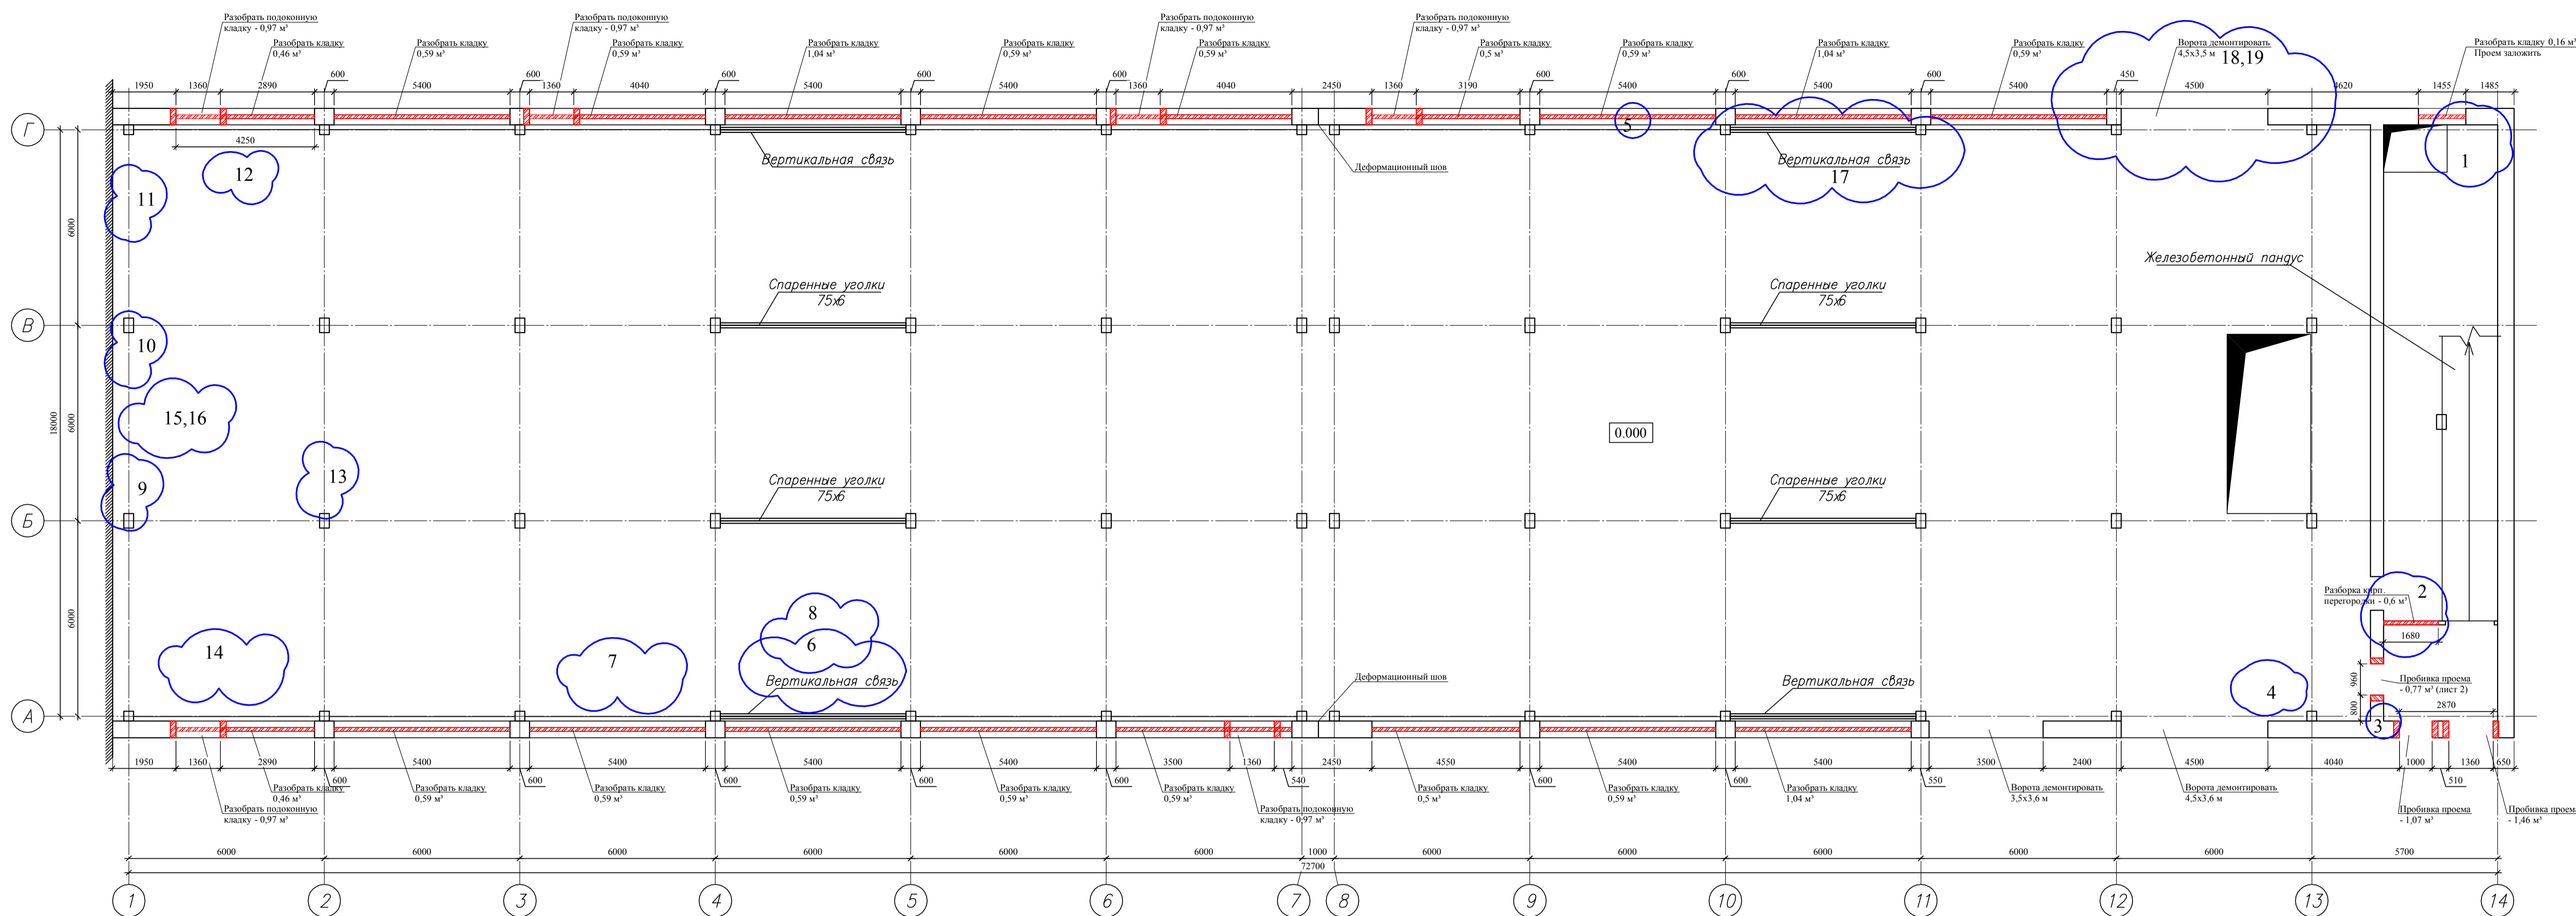 Разобрать подоконную
кладку - 0,97 м³
Разобрать подоконную
кладку - 0,97 м³
Разобрать подоконную
кладку - 0,97 м³
Разобрать подоконную
кладку - 0,97 м³
Разобрать кладку
0,46 м³
Разобрать кладку
0,59 м³
Разобрать кладку
0,59 м³
Разобрать кладку
1,04 м³
Разобрать кладку
0,59 м³
Разобрать кладку
0,59 м³
Разобрать кладку
0,5 м³
Разобрать кладку
0,59 м³
Разобрать кладку
1,04 м³
Разобрать кладку
0,59 м³
Ворота демонтировать
4,5х3,5 м
18,19
Разобрать кладку 0,16 м³
Проем заложить
600 600 600 600 600 600 600 600 450
1950 1360 2890 5400 1360 4040 5400 5400 1360 4040 2450 1360 3190 5400 5400 5400 4500 4620 1455 1485
Г
5
4250
Вертикальная связь
Деформационный шов
Вертикальная связь
17
1
12
11
6000
Железобетонный пандус
Спаренные уголки
75х6
Спаренные уголки
75х6
В
10
15,16
18000
6000
0.000
Спаренные уголки
75х6
Спаренные уголки
75х6
13
9
Б
6000
Разборка кирп.
перегородки - 0,6 м³
2
8
6
1680
14
7
Вертикальная связь
Деформационный шов
Вертикальная связь
4
960
Пробивка проема
- 0,77 м³ (лист 2)
800
2870
А
3
1950 1360 2890 5400 5400 5400 5400 3500 1360 2450 4550 5400 5400 3500 2400 4500 4040 1000 1360 650
600 600 600 600 600 540 600 600 550 510
Разобрать кладку
0,46 м³
Разобрать кладку
0,59 м³
Разобрать кладку
0,59 м³
Разобрать кладку
0,59 м³
Разобрать кладку
0,59 м³
Разобрать кладку
0,59 м³
Разобрать кладку
0,5 м³
Разобрать кладку
0,59 м³
Разобрать кладку
1,04 м³
Ворота демонтировать
3,5х3,6 м
Ворота демонтировать
4,5х3,6 м
Разобрать подоконную
кладку - 0,97 м³
Разобрать подоконную
кладку - 0,97 м³
Пробивка проема
- 1,07 м³
Пробивка проема
- 1,46 м³
6000 6000 6000 6000 6000 6000 1000 6000 6000 6000 6000 6000 5700
72700
1 2 3 4 5 6 7 8 9 10 11 12 13 14